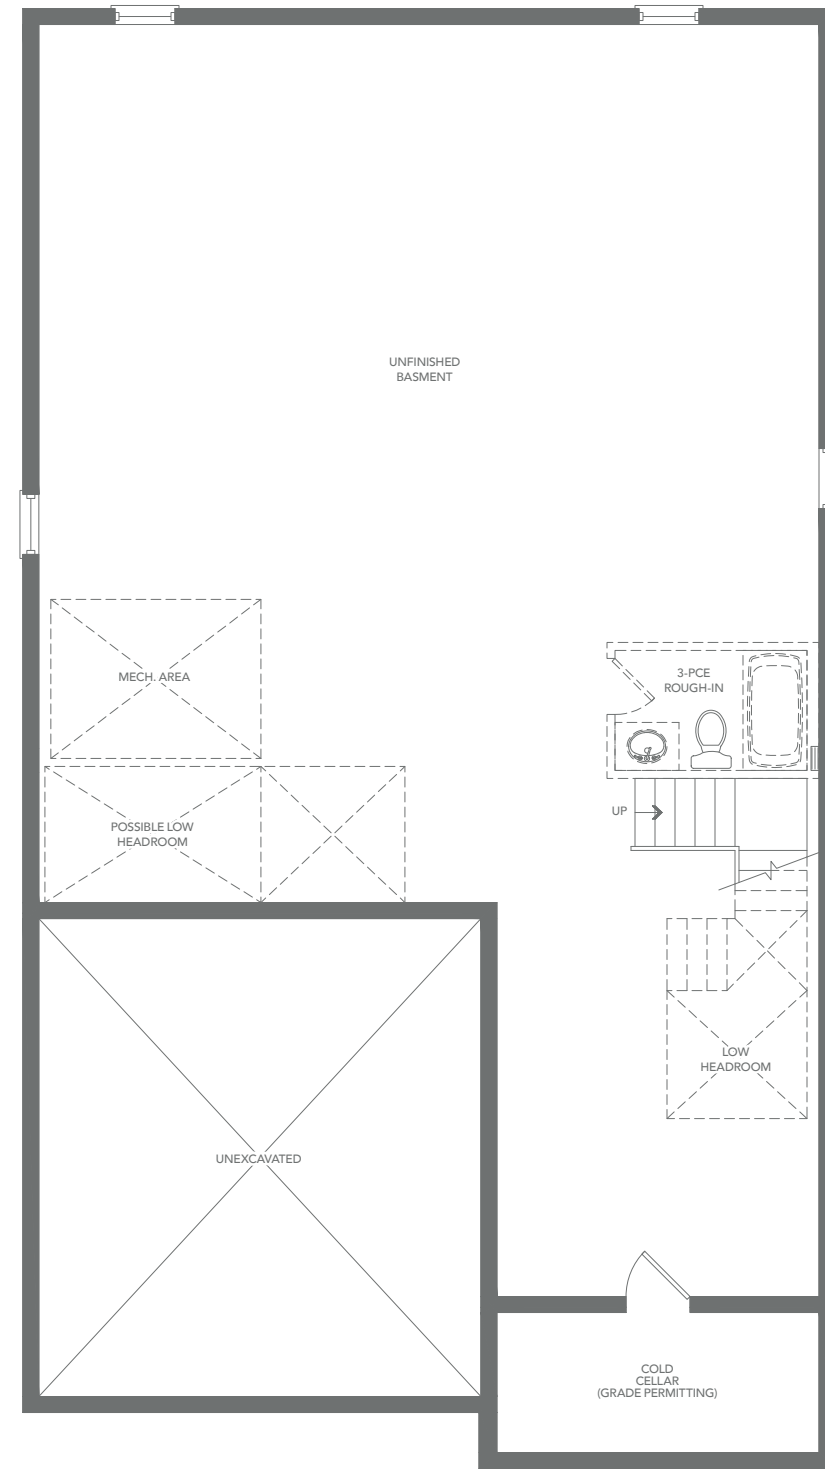 UNFINISHED
BASMENT
MECH. AREA
3-PCE
ROUGH-IN
UP
POSSIBLE LOW
HEADROOM
LOW
HEADROOM
UNEXCAVATED
COLD
CELLAR
(GRADE PERMITTING)